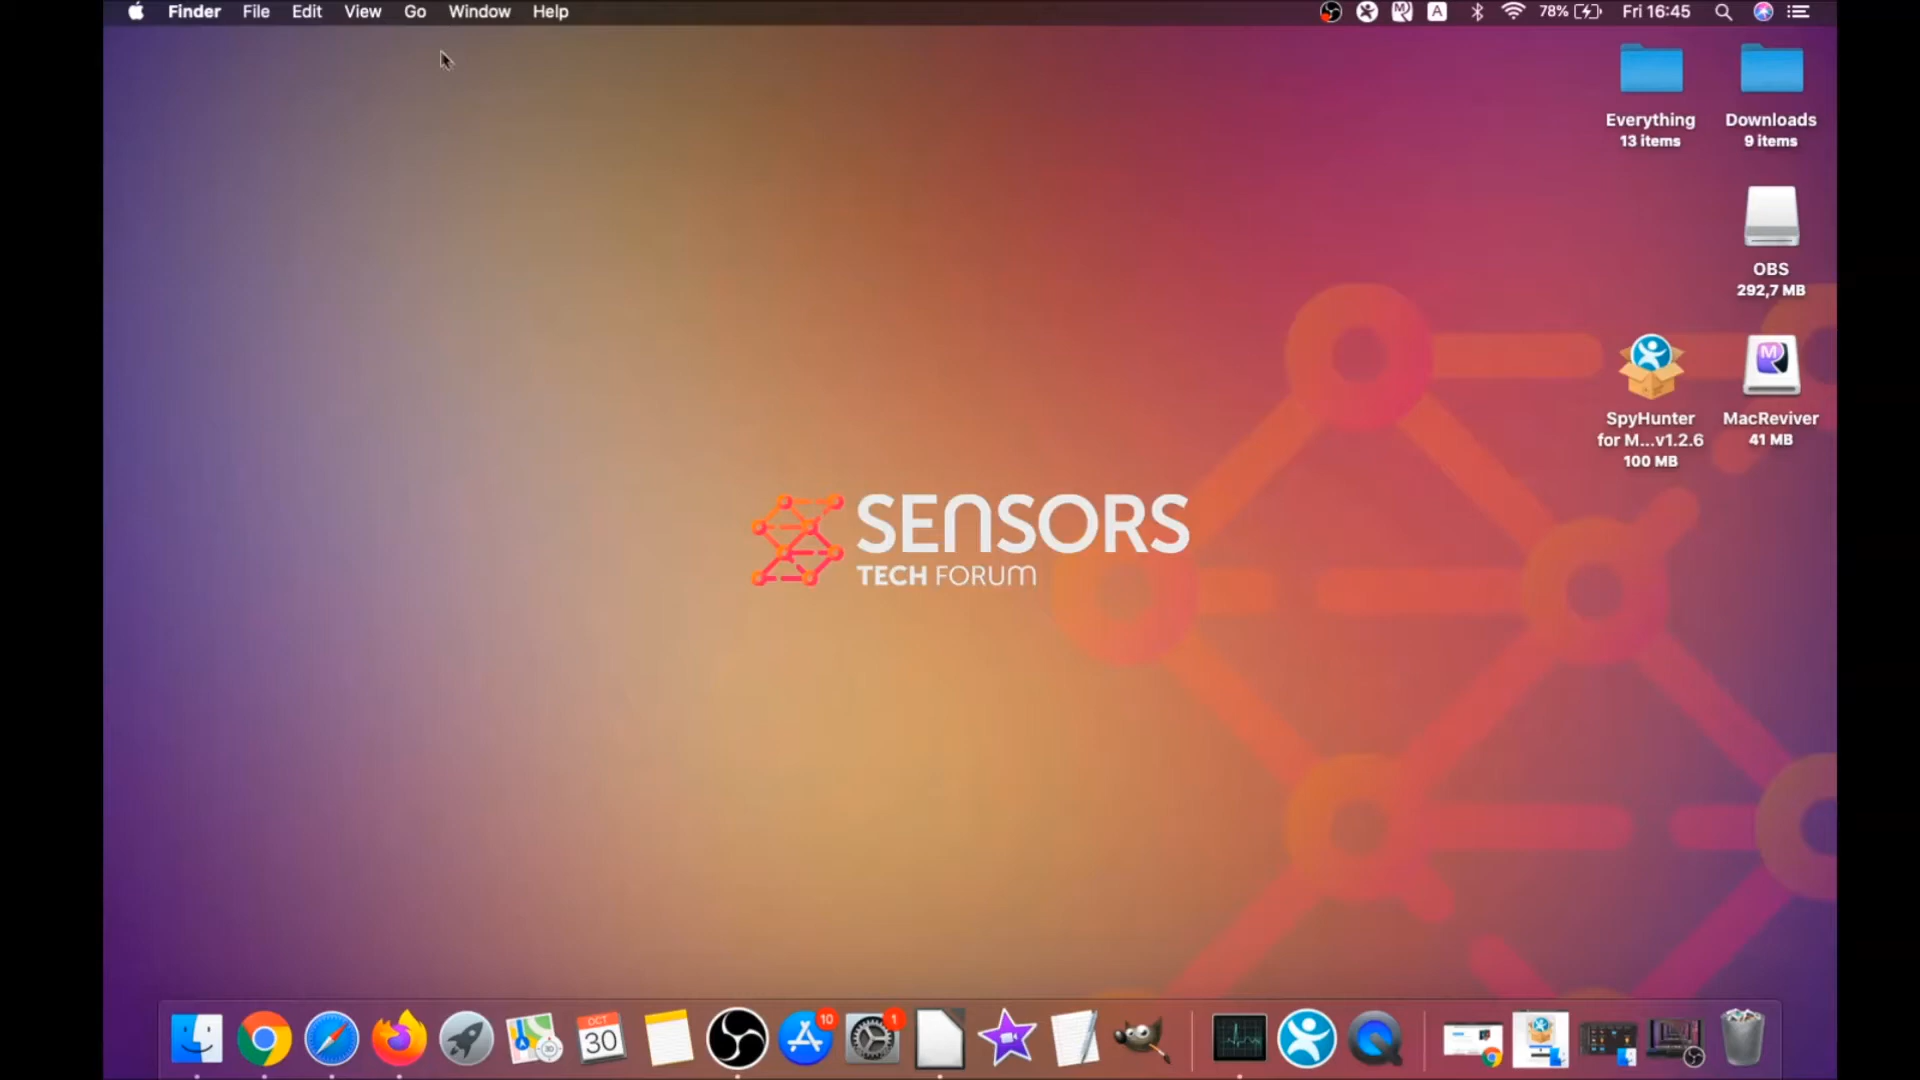 Finder File Edit View Go Window Help
A 78% Fri 16:45
Everything
13 items
Downloads
9 items
OBS
292,7 MB
SpyHunter
for M...v1.2.6
100 MB
MacReviver
41 MB
SENSORS
TECH FORUM
OCT
30
10
1